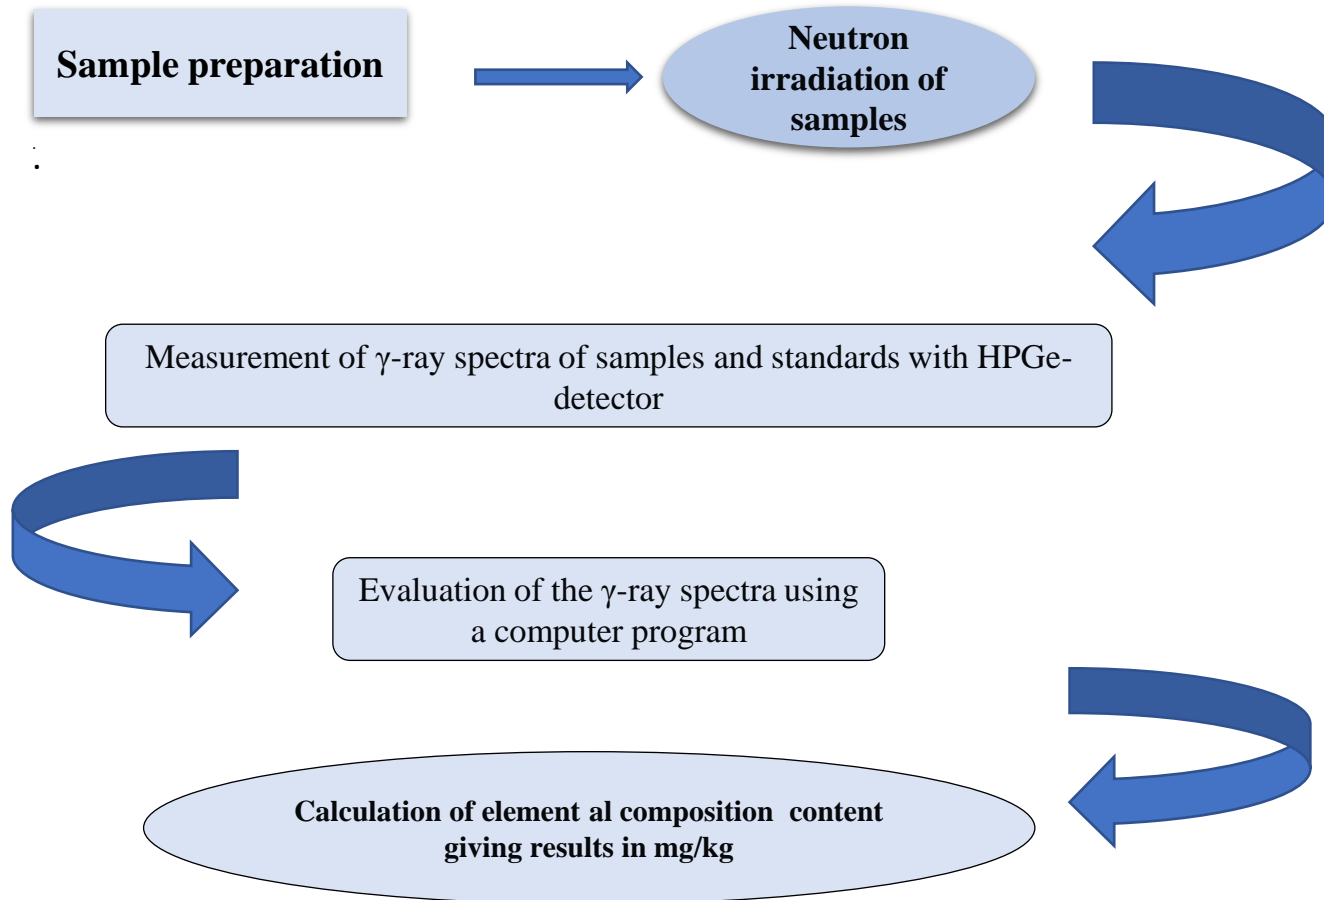 Sample preparation
Neutron
irradiation of
samples
.
.
Measurement of γ-ray spectra of samples and standards with HPGe-
detector
Evaluation of the γ-ray spectra using
a computer program
Calculation of element al composition  content
giving results in mg/kg